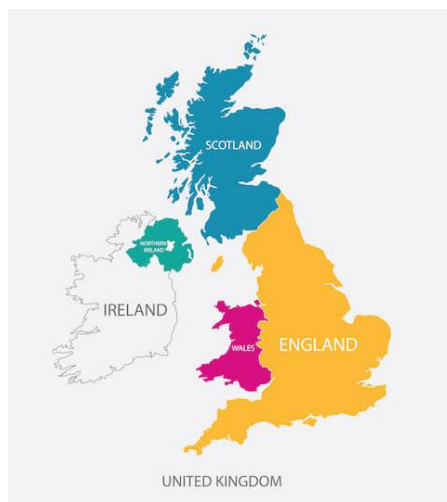 SCOTLAND
NORTHERN
IRELAND
IRELAND
WALES
ENGLAND
UNITED KINGDOM